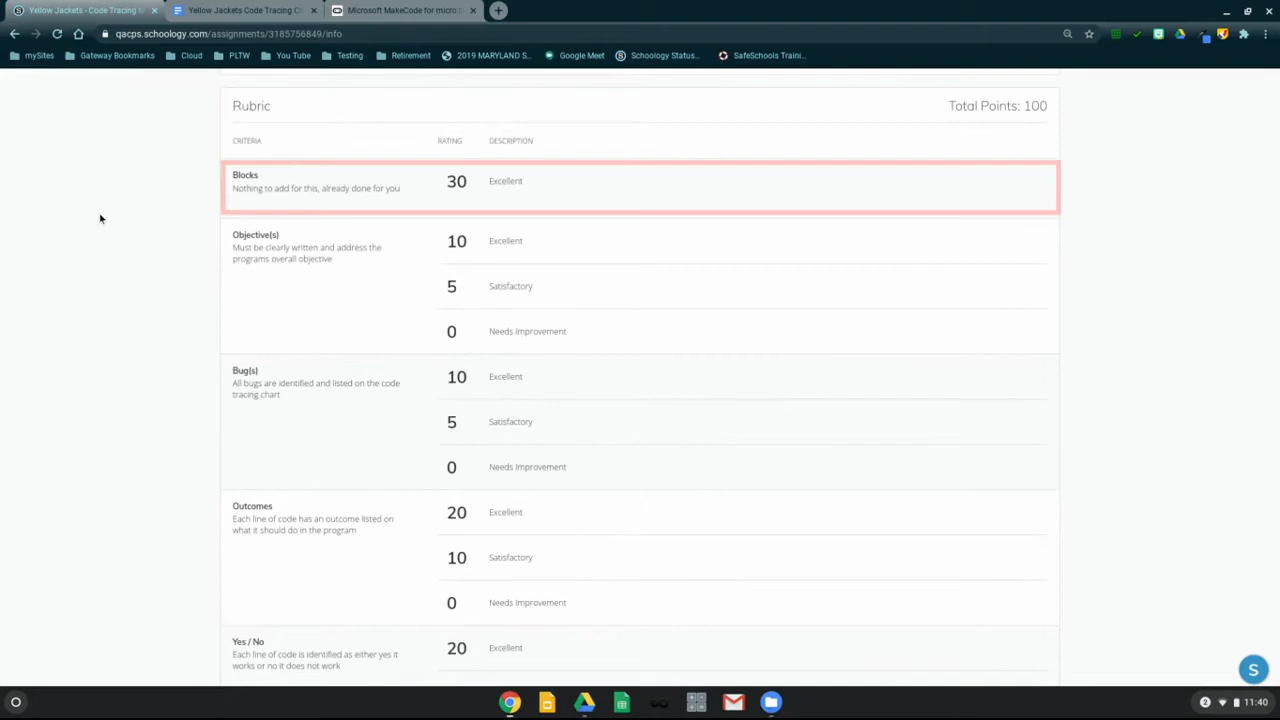 Yellow Jackets - Code Tracing
Yellow Jackets Code Tracing C
Microsoft MakeCode for micro
qacps.schoology.com/assignments/3185756849/info
mySites
Gateway Bookmarks
Cloud
PLTW
You Tube
Testing
Retirement
2019 MARYLAND S...
Google Meet
Schoology Status...
SafeSchools Traini...
Rubric
Total Points: 100
CRITERIA
RATING
DESCRIPTION
Blocks
Nothing to add for this, already done for you
30
Excellent
Objective(s)
Must be clearly written and address the
programs overall objective
10
Excellent
5
Satisfactory
0
Needs Improvement
Bug(s)
All bugs are identified and listed on the code
tracing chart
10
Excellent
5
Satisfactory
0
Needs Improvement
Outcomes
Each line of code has an outcome listed on
what it should do in the program
20
Excellent
10
Satisfactory
0
Needs Improvement
Yes / No
Each line of code is identified as either yes it
works or no it does not work
20
Excellent
S
2
11:40